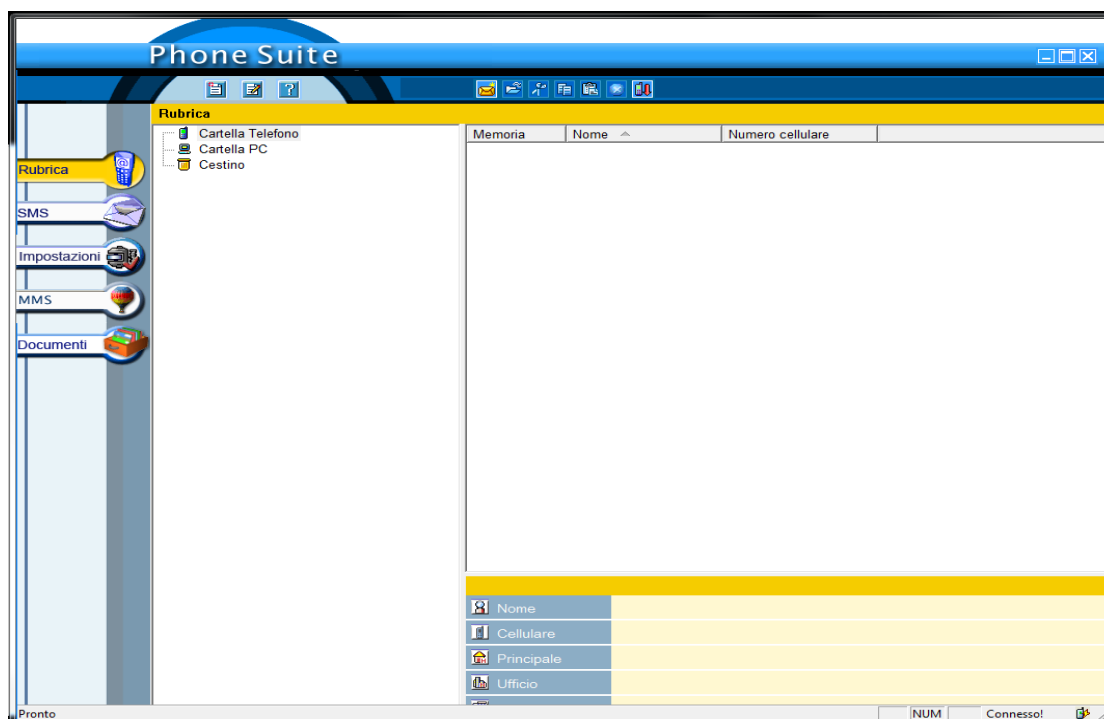 Phone Suite
Rubrica
Cartella Telefono
Cartella PC
Cestino
Memoria Nome Numero cellulare
Rubrica
SMS
Impostazioni
MMS
Documenti
Nome
Cellulare
Principale
Ufficio
Pronto NUM Connesso!